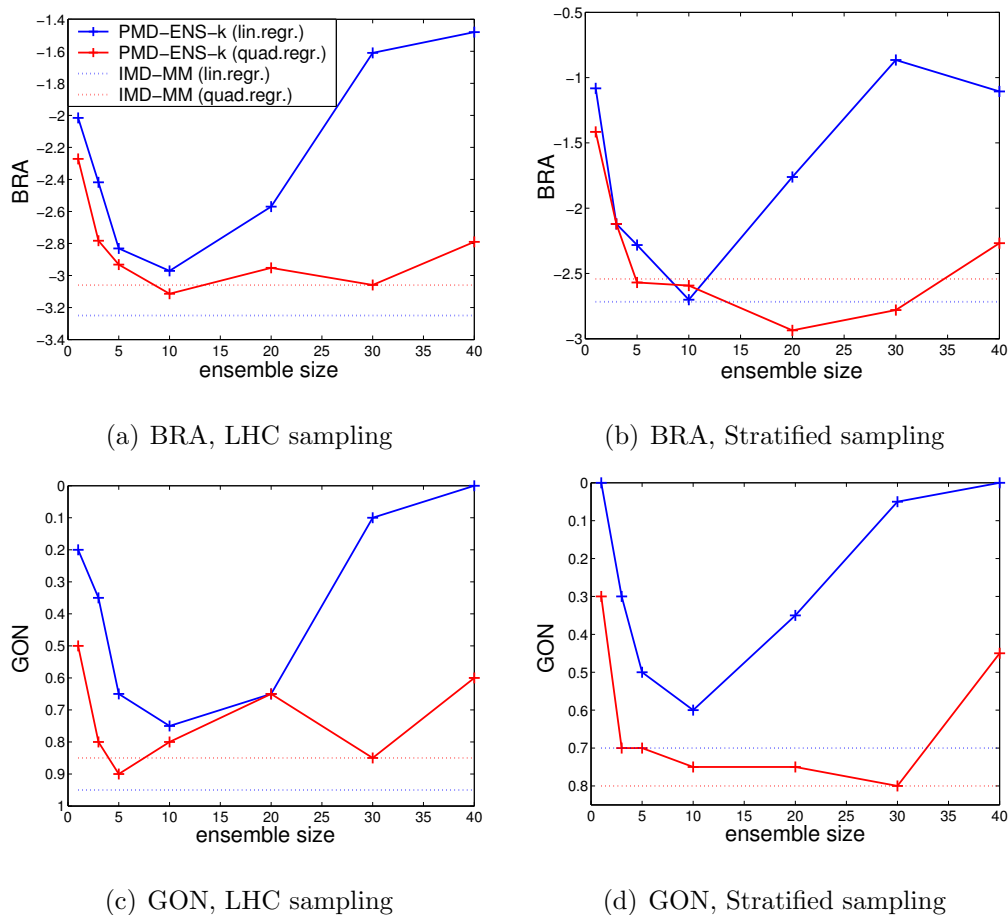 −1.4
−1.6
−1.8
−2
−2.2
−2.4
−2.6
−2.8
−3
−3.2
−3.4
BRA
PMD−ENS−k (lin.regr.)
PMD−ENS−k (quad.regr.)
IMD−MM (lin.regr.)
IMD−MM (quad.regr.)
0 5 10 15 20 25 30 35 40
ensemble size
(a) BRA, LHC sampling
−0.5
−1
−1.5
−2
−2.5
−3
BRA
0 5 10 15 20 25 30 35 40
ensemble size
(b) BRA, Stratified sampling
0
0.1
0.2
0.3
0.4
0.5
0.6
0.7
0.8
0.9
1
GON
0 5 10 15 20 25 30 35 40
ensemble size
(c) GON, LHC sampling
0
0.1
0.2
0.3
0.4
0.5
0.6
0.7
0.8
GON
0 5 10 15 20 25 30 35 40
ensemble size
(d) GON, Stratified sampling